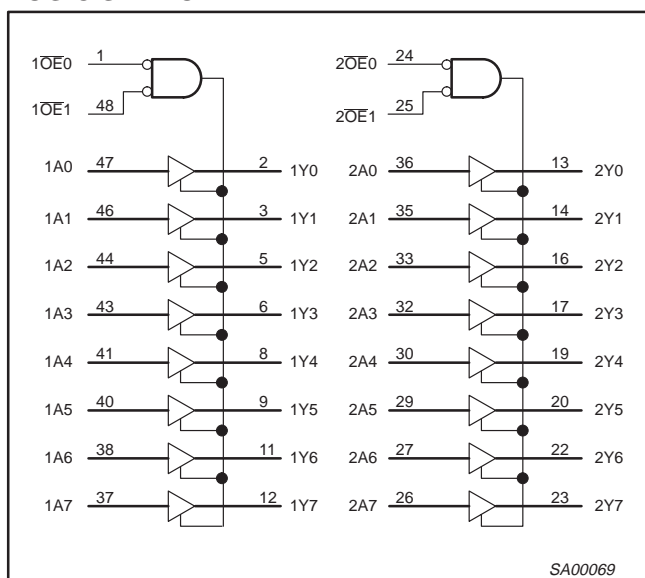 1OE0 1
1OE1 48
2OE0 24
2OE1 25
1A0 47 2 1Y0
2A0 36 13 2Y0
1A1 46 3 1Y1
2A1 35 14 2Y1
1A2 44 5 1Y2
2A2 33 16 2Y2
1A3 43 6 1Y3
2A3 32 17 2Y3
1A4 41 8 1Y4
2A4 30 19 2Y4
1A5 40 9 1Y5
2A5 29 20 2Y5
1A6 38 11 1Y6
2A6 27 22 2Y6
1A7 37 12 1Y7
2A7 26 23 2Y7
SA00069